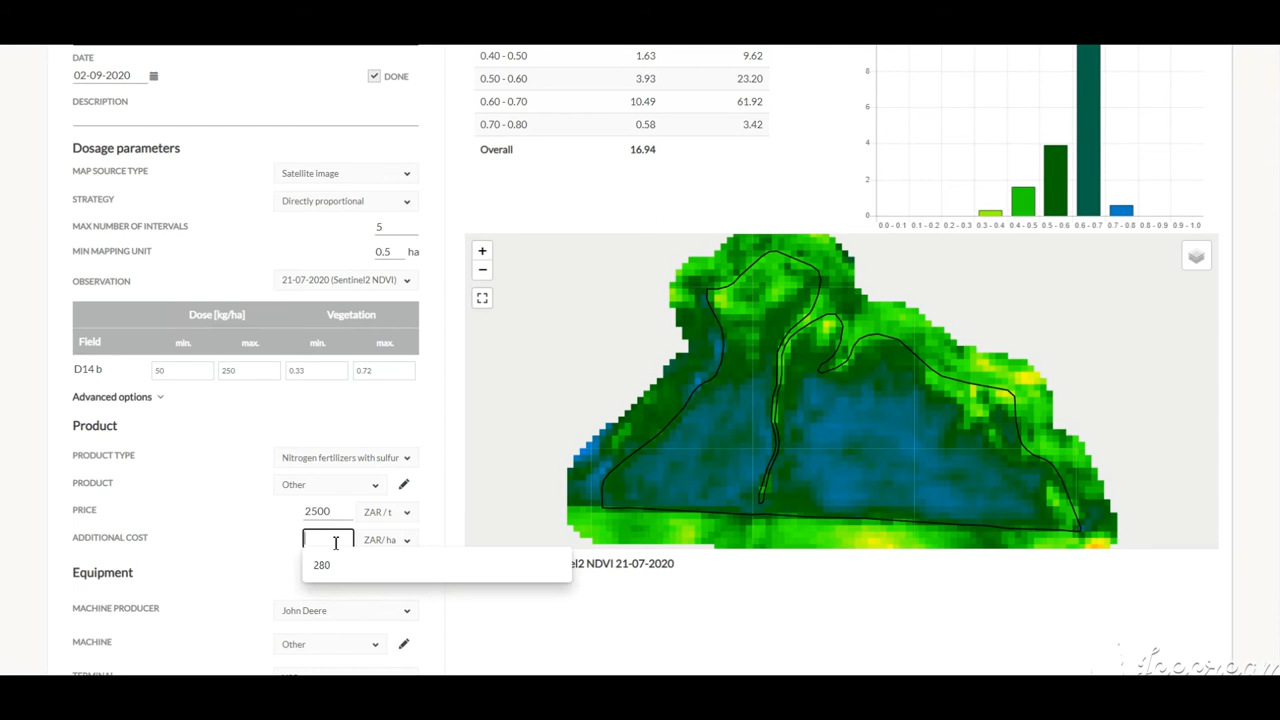 DATE
02-09-2020
DONE
DESCRIPTION
Dosage parameters
MAP SOURCE TYPE Satellite image
STRATEGY Directly proportional
MAX NUMBER OF INTERVALS 5
MIN MAPPING UNIT 0.5 ha
OBSERVATION 21-07-2020 (Sentinel2 NDVI)
Dose [kg/ha] Vegetation
Field min. max. min. max.
D14 b 50 250 0.33 0.72
Advanced options
Product
PRODUCT TYPE Nitrogen fertilizers with sulfur
PRODUCT Other
PRICE 2500 ZAR / t
ADDITIONAL COST ZAR/ ha
280
Equipment
MACHINE PRODUCER John Deere
MACHINE Other
0.40 - 0.50 1.63 9.62
0.50 - 0.60 3.93 23.20
0.60 - 0.70 10.49 61.92
0.70 - 0.80 0.58 3.42
Overall 16.94
8
6
4
2
0
0.0 - 0.1 0.1 - 0.2 0.2 - 0.3 0.3 - 0.4 0.4 - 0.5 0.5 - 0.6 0.6 - 0.7 0.7 - 0.8 0.8 - 0.9 0.9 - 1.0
+
−
el2 NDVI 21-07-2020